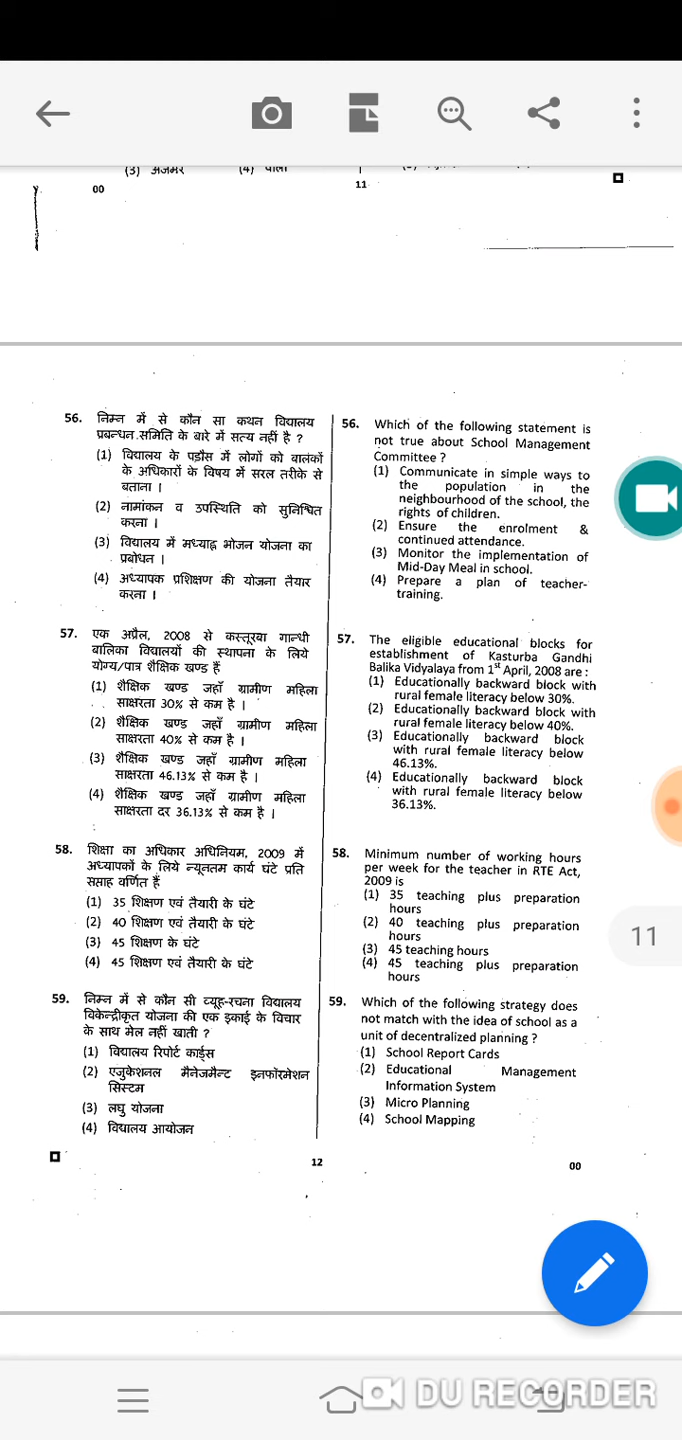 (3) अजमेर (4) पाली
00
11
56. निम्न में से कौन सा कथन विद्यालय
प्रबन्धन समिति के बारे में सत्य नहीं है ?
(1) विद्यालय के पड़ौस में लोगों को बालकों
के अधिकारों के विषय में सरल तरीके से
बताना ।
(2) नामांकन व उपस्थिति को सुनिश्चित
करना ।
(3) विद्यालय में मध्याह्न भोजन योजना का
प्रबोधन ।
(4) अध्यापक प्रशिक्षण की योजना तैयार
करना ।
57. एक अप्रैल, 2008 से कस्तूरबा गान्धी
बालिका विद्यालयों की स्थापना के लिये
योग्य/पात्र शैक्षिक खण्ड हैं
(1) शैक्षिक खण्ड जहाँ ग्रामीण महिला
साक्षरता 30% से कम है ।
(2) शैक्षिक खण्ड जहाँ ग्रामीण महिला
साक्षरता 40% से कम है ।
(3) शैक्षिक खण्ड जहाँ ग्रामीण महिला
साक्षरता 46.13% से कम है ।
(4) शैक्षिक खण्ड जहाँ ग्रामीण महिला
साक्षरता दर 36.13% से कम है ।
58. शिक्षा का अधिकार अधिनियम, 2009 में
अध्यापकों के लिये न्यूनतम कार्य घंटे प्रति
सप्ताह वर्णित हैं
(1) 35 शिक्षण एवं तैयारी के घंटे
(2) 40 शिक्षण एवं तैयारी के घंटे
(3) 45 शिक्षण के घंटे
(4) 45 शिक्षण एवं तैयारी के घंटे
59. निम्न में से कौन सी व्यूह-रचना विद्यालय
विकेन्द्रीकृत योजना की एक इकाई के विचार
के साथ मेल नहीं खाती ?
(1) विद्यालय रिपोर्ट कार्ड्स
(2) एजुकेशनल मैनेजमैन्ट इनफॉरमेशन
सिस्टम
(3) लघु योजना
(4) विद्यालय आयोजन
56. Which of the following statement is
not true about School Management
Committee ?
(1) Communicate in simple ways to
the population in the
neighbourhood of the school, the
rights of children.
(2) Ensure the enrolment &
continued attendance.
(3) Monitor the implementation of
Mid-Day Meal in school.
(4) Prepare a plan of teacher-
training.
57. The eligible educational blocks for
establishment of Kasturba Gandhi
Balika Vidyalaya from 1st April, 2008 are :
(1) Educationally backward block with
rural female literacy below 30%.
(2) Educationally backward block with
rural female literacy below 40%.
(3) Educationally backward block
with rural female literacy below
46.13%.
(4) Educationally backward block
with rural female literacy below
36.13%.
58. Minimum number of working hours
per week for the teacher in RTE Act,
2009 is
(1) 35 teaching plus preparation
hours
(2) 40 teaching plus preparation
hours
(3) 45 teaching hours
(4) 45 teaching plus preparation
hours
59. Which of the following strategy does
not match with the idea of school as a
unit of decentralized planning ?
(1) School Report Cards
(2) Educational Management
Information System
(3) Micro Planning
(4) School Mapping
11
12
00
DU RECORDER